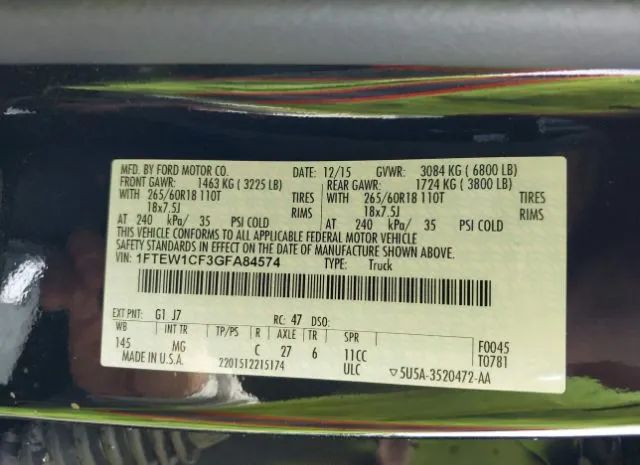 MFD. BY FORD MOTOR CO. DATE: 12/15 GVWR: 3084 KG ( 6800 LB)
FRONT GAWR: 1463 KG ( 3225 LB) REAR GAWR: 1724 KG ( 3800 LB)
WITH 265/60R18 110T TIRES WITH 265/60R18 110T TIRES
18x7.5J RIMS 18x7.5J RIMS
AT 240 kPa/ 35 PSI COLD AT 240 kPa/ 35 PSI COLD
THIS VEHICLE CONFORMS TO ALL APPLICABLE FEDERAL MOTOR VEHICLE
SAFETY STANDARDS IN EFFECT ON THE DATE OF MANUFACTURE SHOWN ABOVE.
VIN: 1FTEW1CF3GFA84574 TYPE: Truck
EXT PNT: G1 J7 RC: 47 DSO:
WB INT TR TP/PS R AXLE TR SPR F0045
145 MG C 27 6 11CC T0781
MADE IN U.S.A. 2201512215174 ULC ▽5U5A-3520472-AA